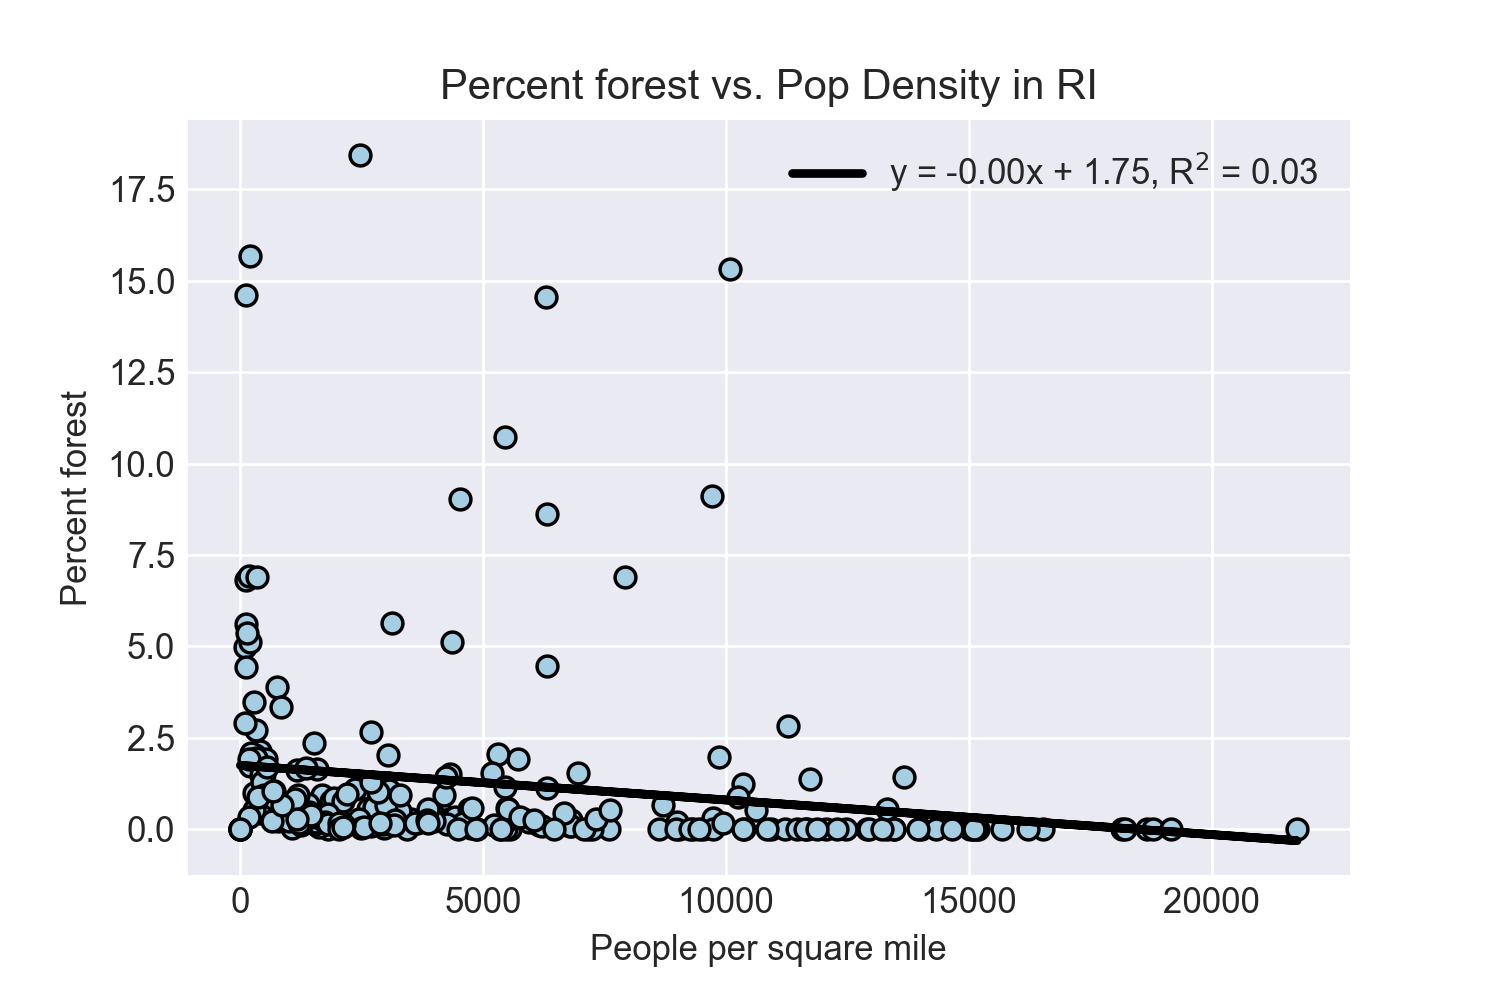 Percent forest vs. Pop Density in RI
y = -0.00x + 1.75, R² = 0.03
Percent forest
17.5
15.0
12.5
10.0
7.5
5.0
2.5
0.0
0 5000 10000 15000 20000
People per square mile